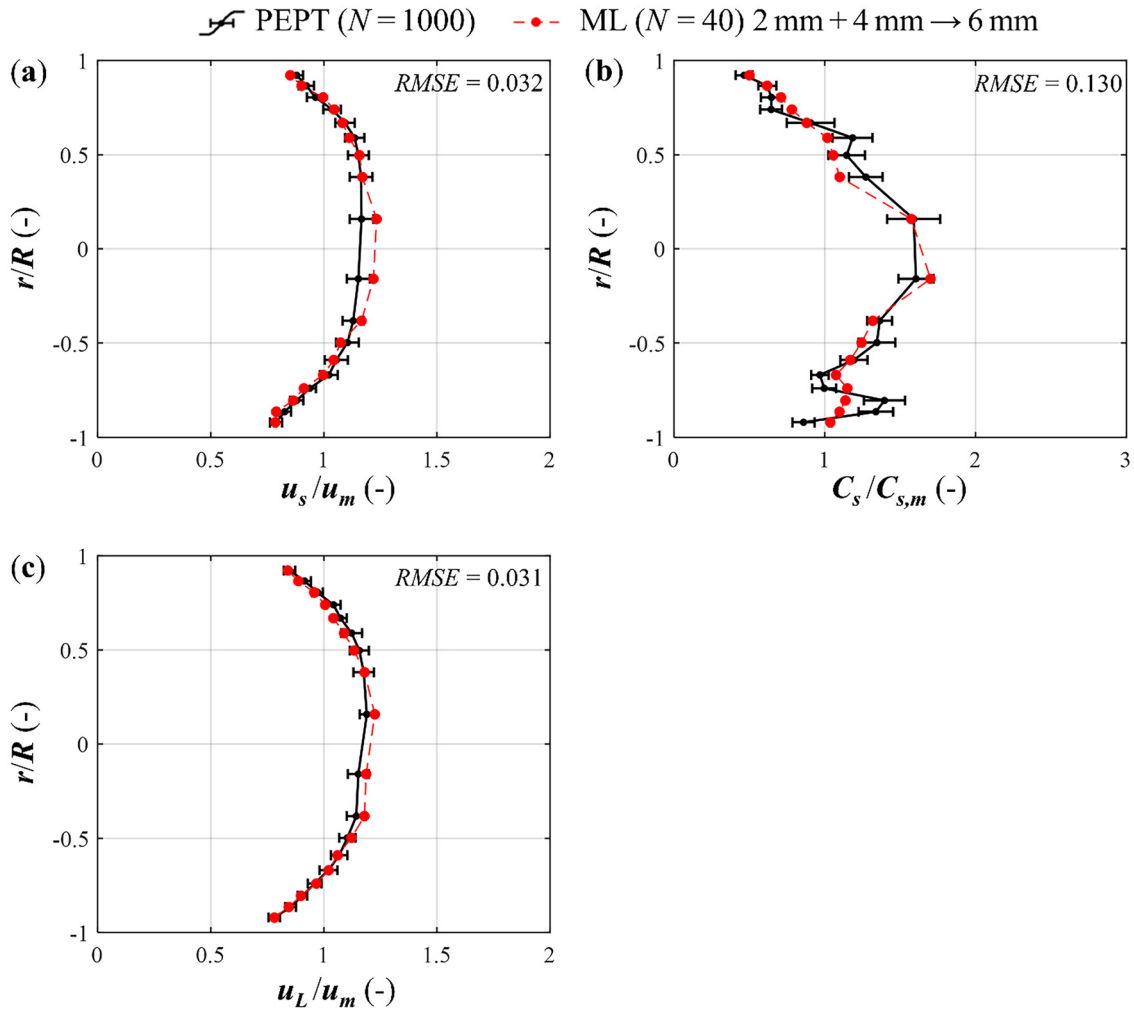 PEPT (N = 1000) ML (N = 40) 2 mm + 4 mm → 6 mm
(a)
RMSE = 0.032
1
0.5
0
-0.5
-1
r/R (-)
0 0.5 1 1.5 2
u_s/u_m (-)
(b)
RMSE = 0.130
1
0.5
0
-0.5
-1
r/R (-)
0 1 2 3
C_s/C_s,m (-)
(c)
RMSE = 0.031
1
0.5
0
-0.5
-1
r/R (-)
0 0.5 1 1.5 2
u_L/u_m (-)